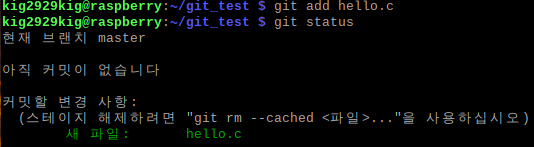 kig2929kig@raspberry:~/git_test $ git add hello.c
kig2929kig@raspberry:~/git_test $ git status
현재 브랜치 master
아직 커밋이 없습니다
커밋할 변경 사항:
(스테이지 해제하려면 "git rm --cached <파일>..."을 사용하십시오)
새 파일: hello.c